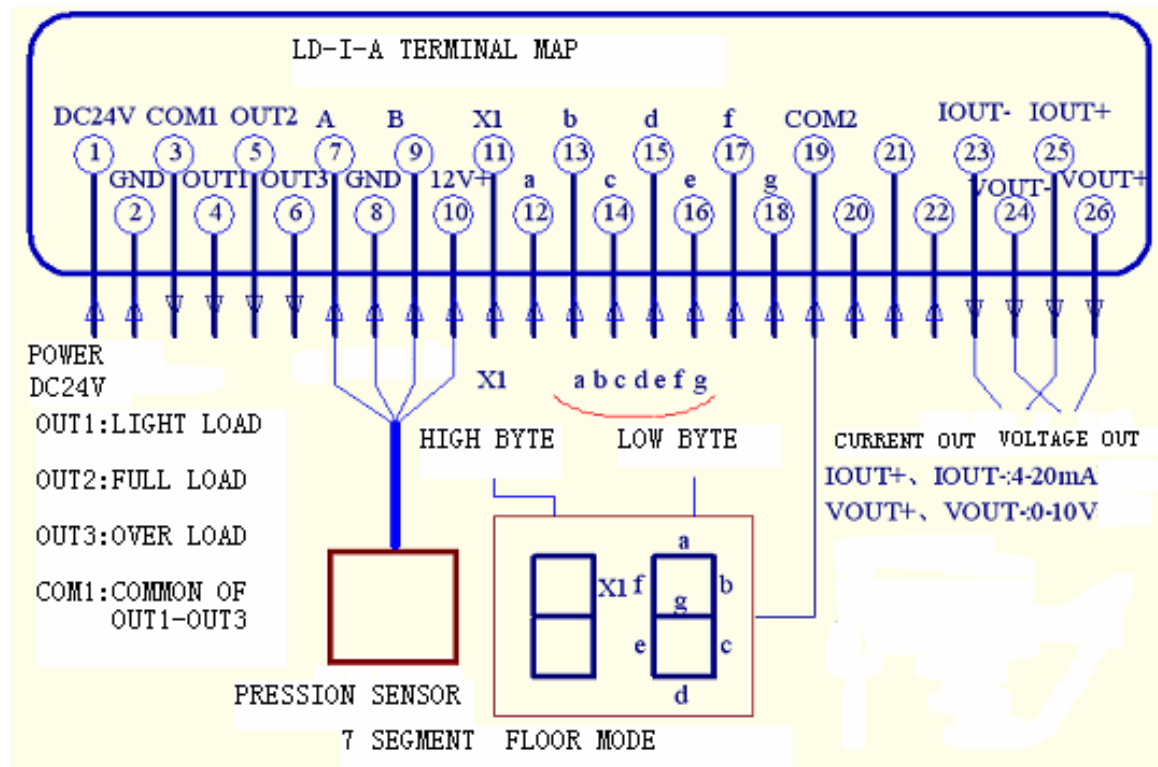 LD-I-A TERMINAL MAP
DC24V COM1 OUT2 A B X1 b d f COM2 IOUT- IOUT+
1 3 5 7 9 11 13 15 17 19 21 23 25
GND OUT1 OUT3 GND 12V+ a c e g VOUT- VOUT+
2 4 6 8 10 12 14 16 18 20 22 24 26
POWER
DC24V
X1 a b c d e f g
OUT1:LIGHT LOAD
HIGH BYTE LOW BYTE
CURRENT OUT VOLTAGE OUT
OUT2:FULL LOAD
IOUT+、IOUT-:4-20mA
VOUT+、VOUT-:0-10V
OUT3:OVER LOAD
a
X1 f b
g
COM1:COMMON OF
OUT1-OUT3
e c
d
PRESSION SENSOR
7 SEGMENT FLOOR MODE